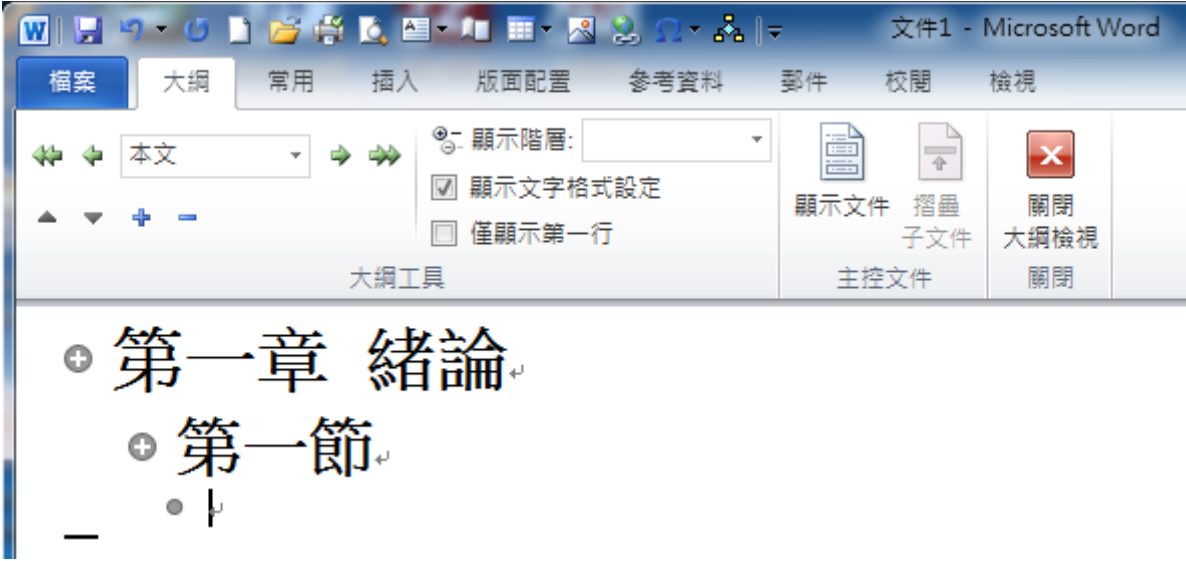 文件1 - Microsoft Word
檔案 大綱 常用 插入 版面配置 參考資料 郵件 校閱 檢視
本文
顯示階層:
顯示文字格式設定
僅顯示第一行
大綱工具
顯示文件
摺疊
子文件
主控文件
關閉
大綱檢視
關閉
第一章 緒論
第一節